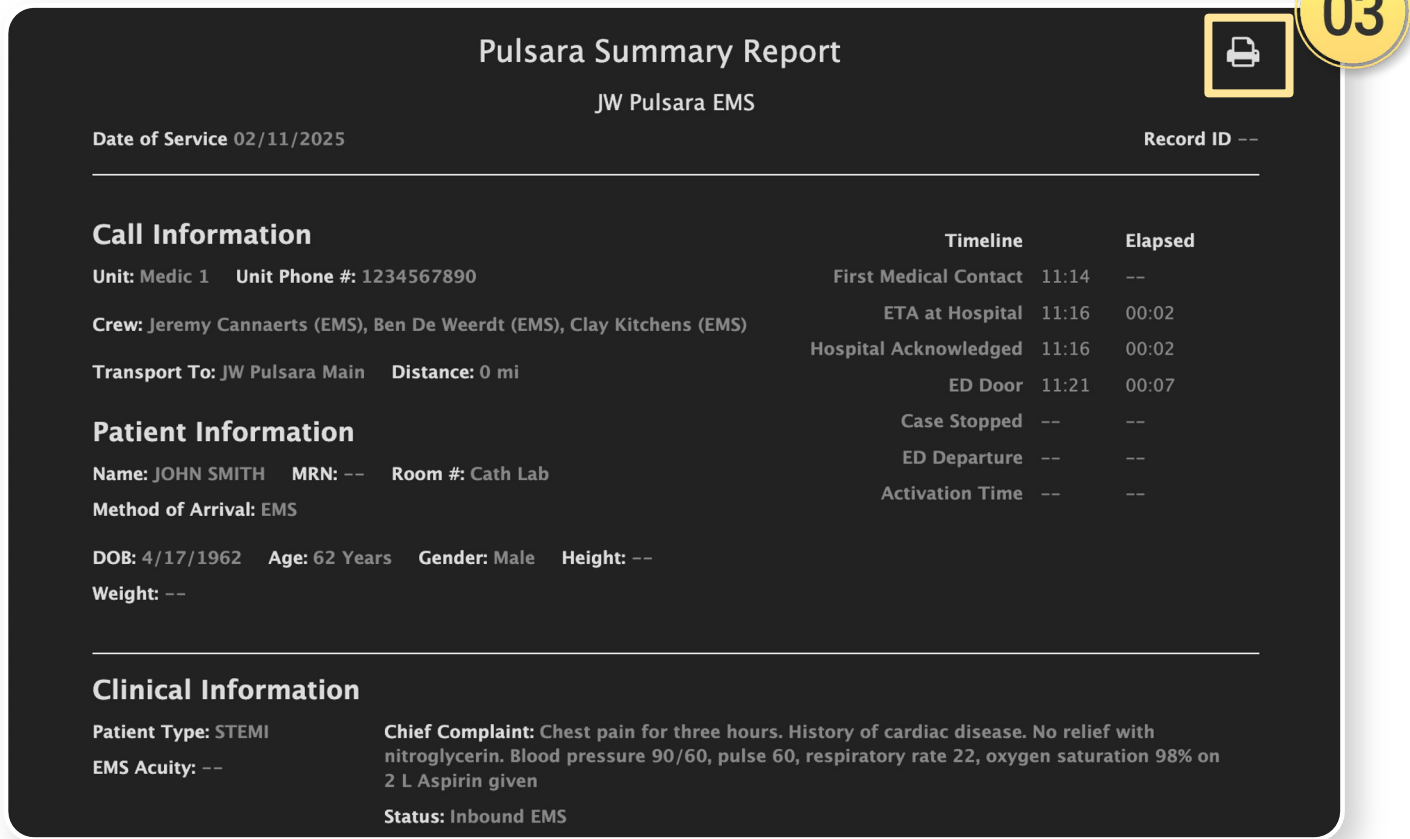 03
Pulsara Summary Report
JW Pulsara EMS
Date of Service 02/11/2025 Record ID --
Call Information
Unit: Medic 1 Unit Phone #: 1234567890
Crew: Jeremy Cannaerts (EMS), Ben De Weerdt (EMS), Clay Kitchens (EMS)
Transport To: JW Pulsara Main Distance: 0 mi
Timeline Elapsed
First Medical Contact 11:14 --
ETA at Hospital 11:16 00:02
Hospital Acknowledged 11:16 00:02
ED Door 11:21 00:07
Case Stopped -- --
ED Departure -- --
Activation Time -- --
Patient Information
Name: JOHN SMITH MRN: -- Room #: Cath Lab
Method of Arrival: EMS
DOB: 4/17/1962 Age: 62 Years Gender: Male Height: --
Weight: --
Clinical Information
Patient Type: STEMI
EMS Acuity: --
Chief Complaint: Chest pain for three hours. History of cardiac disease. No relief with
nitroglycerin. Blood pressure 90/60, pulse 60, respiratory rate 22, oxygen saturation 98% on
2 L Aspirin given
Status: Inbound EMS